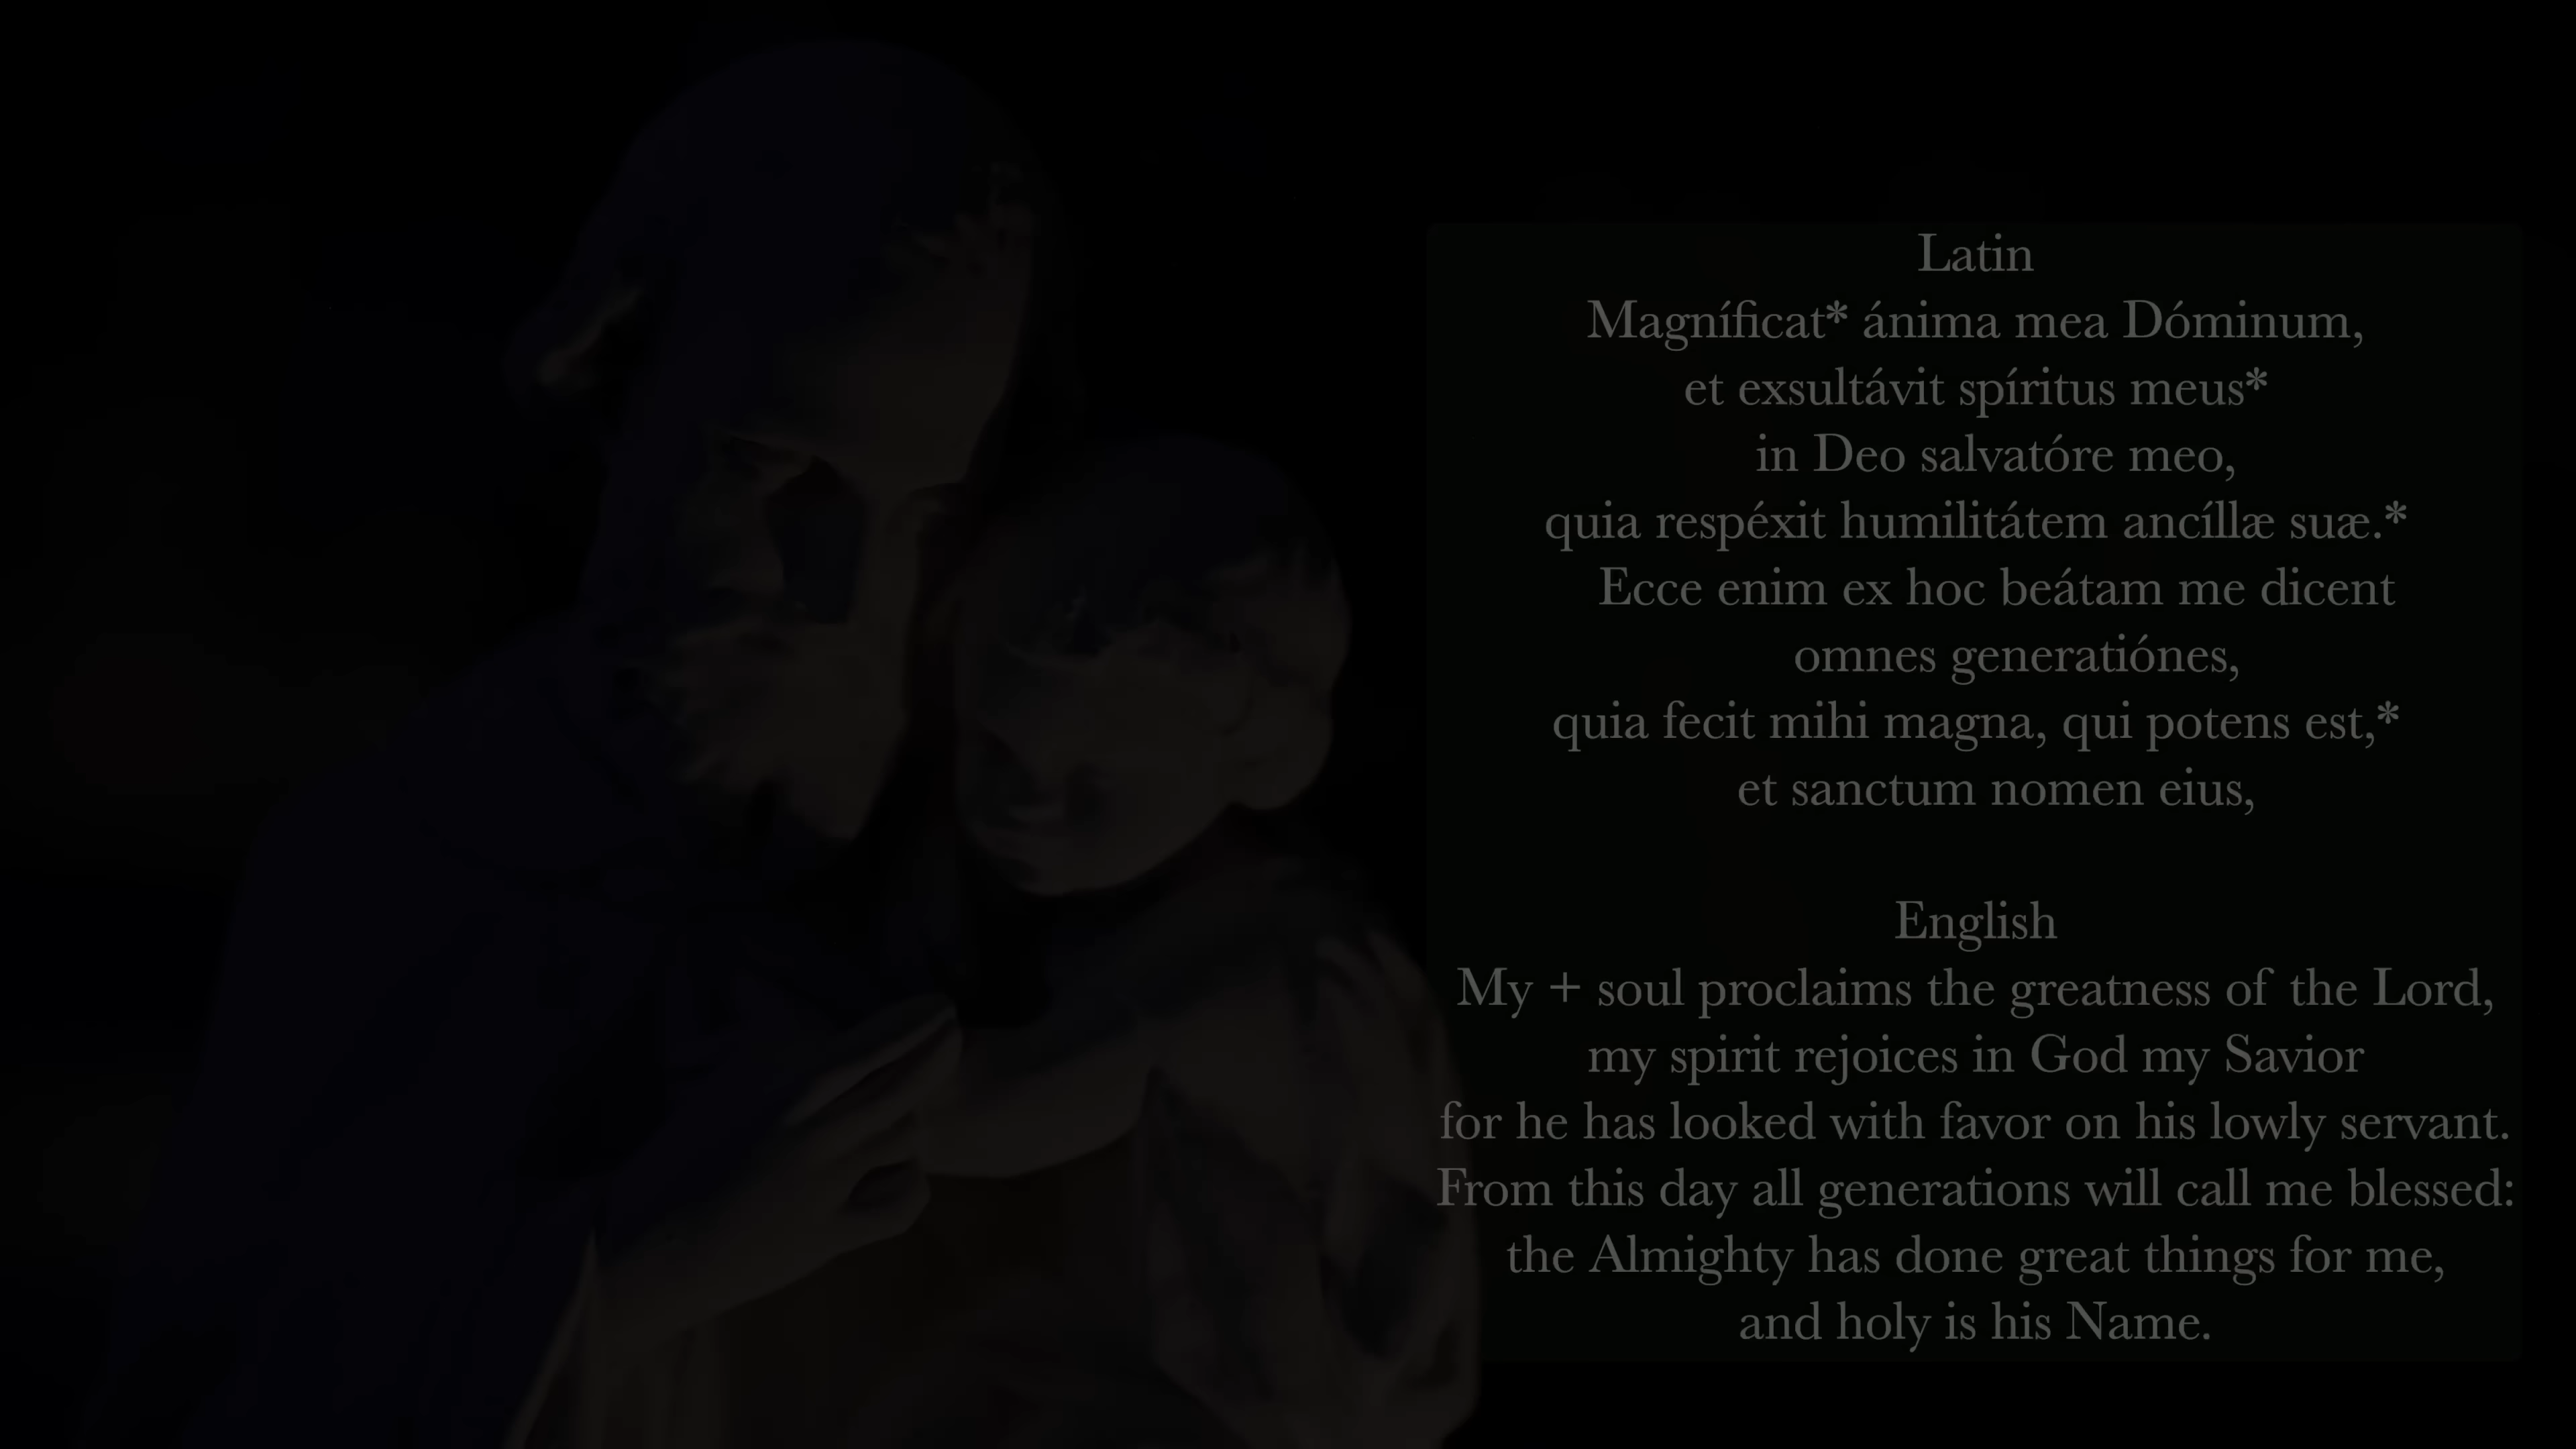 Latin
Magníficat* ánima mea Dóminum,
et exsultávit spíritus meus*
in Deo salvatóre meo,
quia respéxit humilitátem ancíllæ suæ.*
Ecce enim ex hoc beátam me dicent
omnes generatiónes,
quia fecit mihi magna, qui potens est,*
et sanctum nomen eius,
English
My + soul proclaims the greatness of the Lord,
my spirit rejoices in God my Savior
for he has looked with favor on his lowly servant.
From this day all generations will call me blessed:
the Almighty has done great things for me,
and holy is his Name.